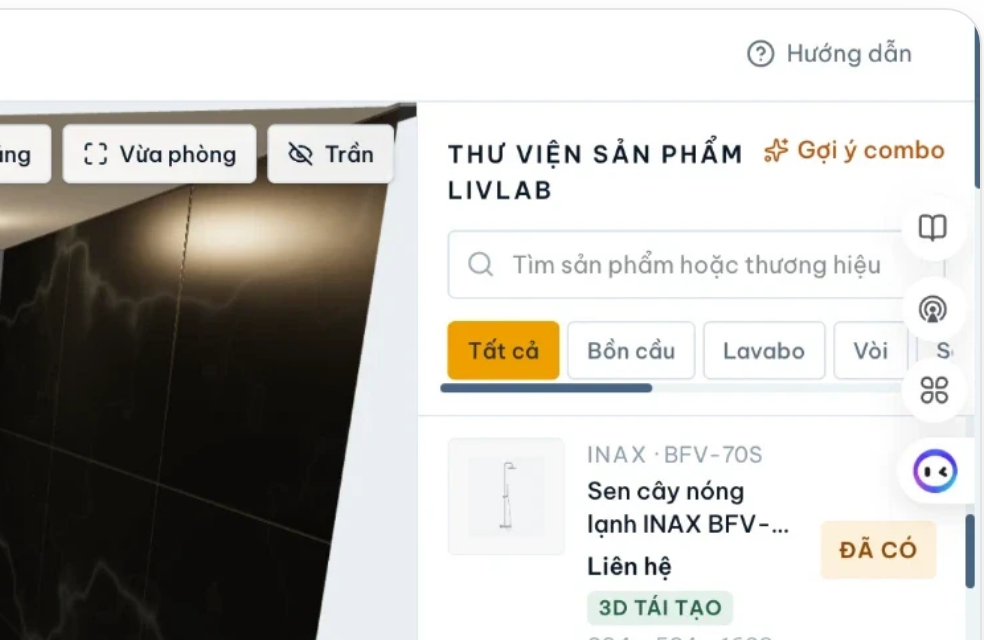 Hướng dẫn
Vừa phòng
Trần
THƯ VIỆN SẢN PHẨM
LIVLAB
Gợi ý combo
Tìm sản phẩm hoặc thương hiệu
Tất cả
Bồn cầu
Lavabo
Vòi
INAX · BFV-70S
Sen cây nóng
lạnh INAX BFV-...
Liên hệ
ĐÃ CÓ
3D TÁI TẠO